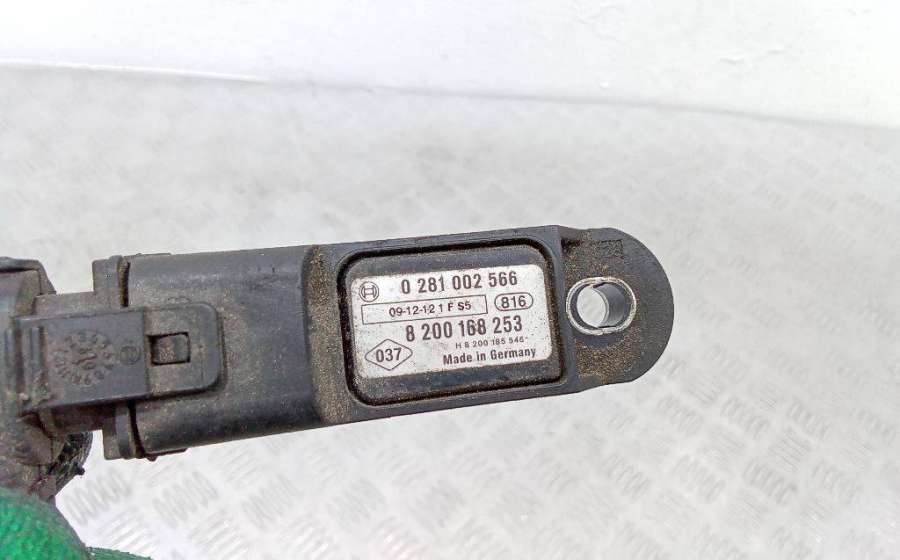 0 281 002 566
09-12-12 1 F S5 816
8 200 168 253
H 8 200 185 545
037 Made in Germany